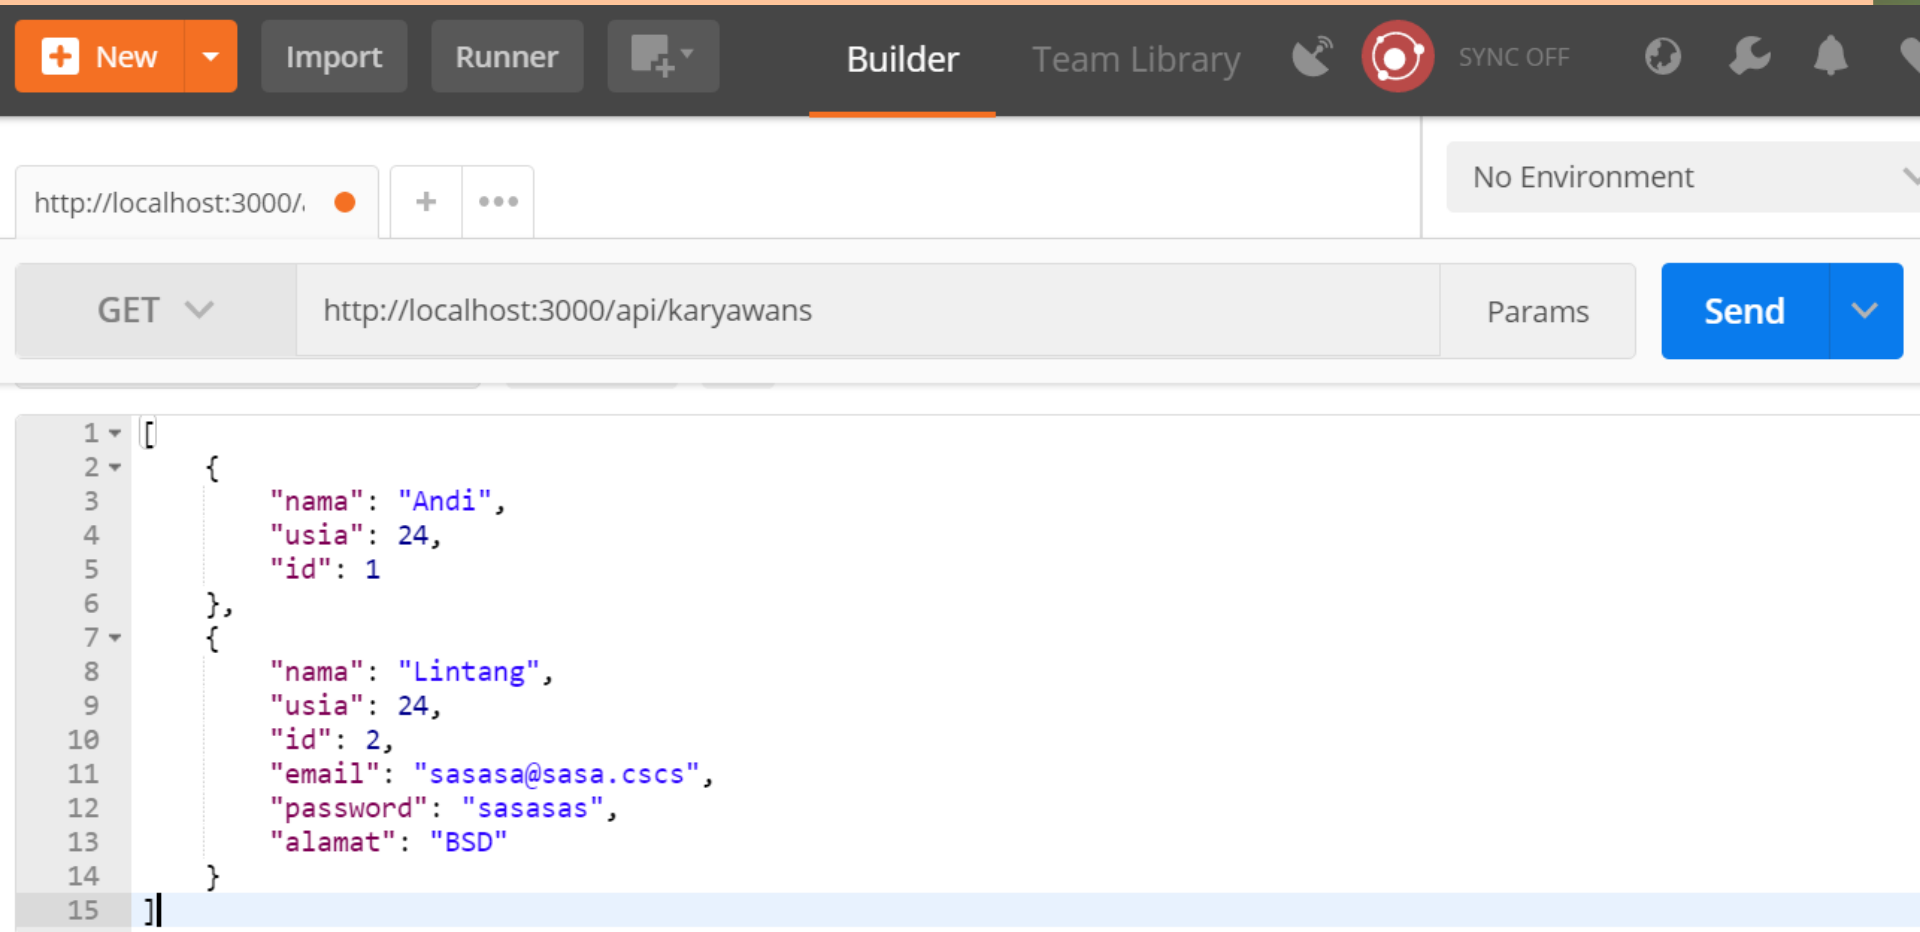 New Import Runner Builder Team Library SYNC OFF
http://localhost:3000/ No Environment
GET http://localhost:3000/api/karyawans Params Send
1 [
2 {
3 "nama": "Andi",
4 "usia": 24,
5 "id": 1
6 },
7 {
8 "nama": "Lintang",
9 "usia": 24,
10 "id": 2,
11 "email": "sasasa@sasa.cscs",
12 "password": "sasasas",
13 "alamat": "BSD"
14 }
15 ]